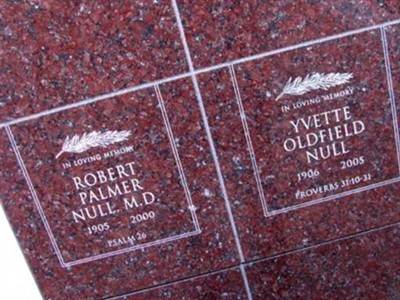 IN LOVING MEMORY
ROBERT
PALMER
NULL, M.D.
1905 2000
PSALM 26
IN LOVING MEMORY
YVETTE
OLDFIELD
NULL
1906 - 2005
PROVERBS 31:10-31